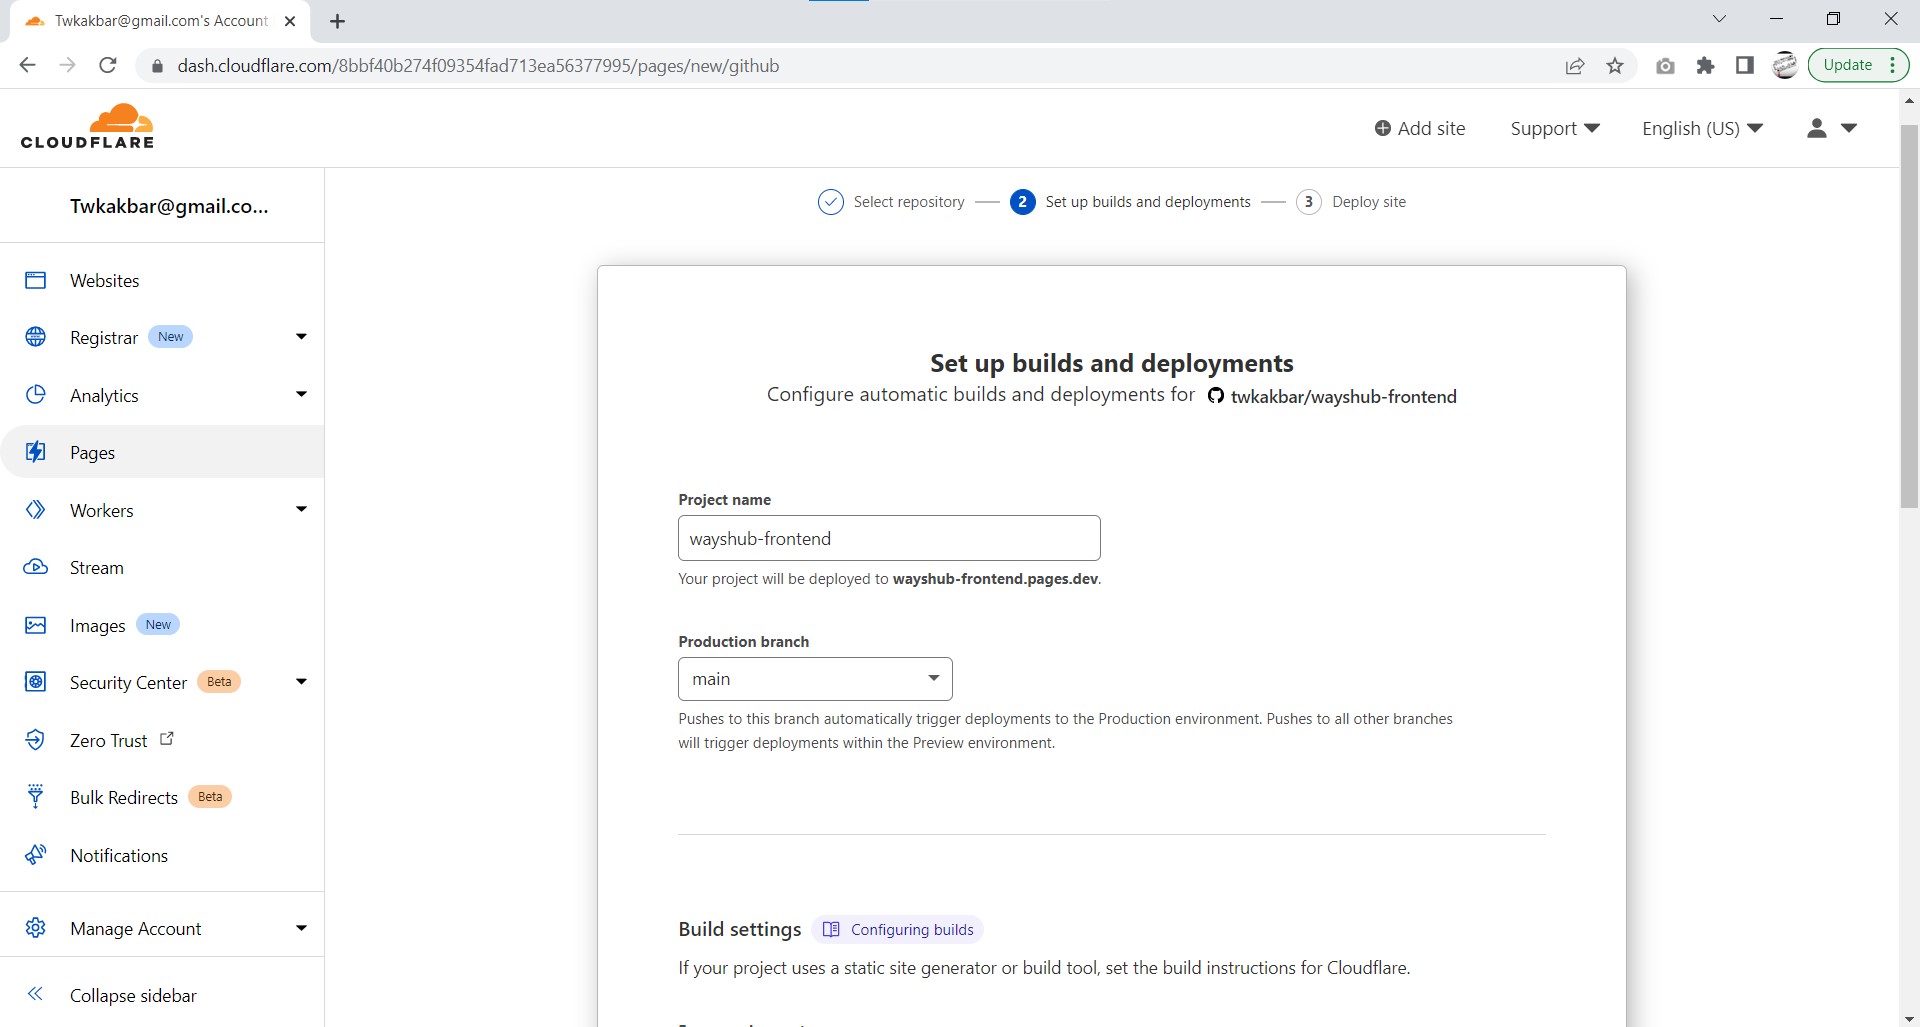 Twkakbar@gmail.com's Account
dash.cloudflare.com/8bbf40b274f09354fad713ea56377995/pages/new/github
Update
CLOUDFLARE
Add site
Support
English (US)
Twkakbar@gmail.co...
Websites
Registrar New
Analytics
Pages
Workers
Stream
Images New
Security Center Beta
Zero Trust
Bulk Redirects Beta
Notifications
Manage Account
Collapse sidebar
Select repository
2 Set up builds and deployments
3 Deploy site
Set up builds and deployments
Configure automatic builds and deployments for twkakbar/wayshub-frontend
Project name
wayshub-frontend
Your project will be deployed to wayshub-frontend.pages.dev.
Production branch
main
Pushes to this branch automatically trigger deployments to the Production environment. Pushes to all other branches
will trigger deployments within the Preview environment.
Build settings Configuring builds
If your project uses a static site generator or build tool, set the build instructions for Cloudflare.